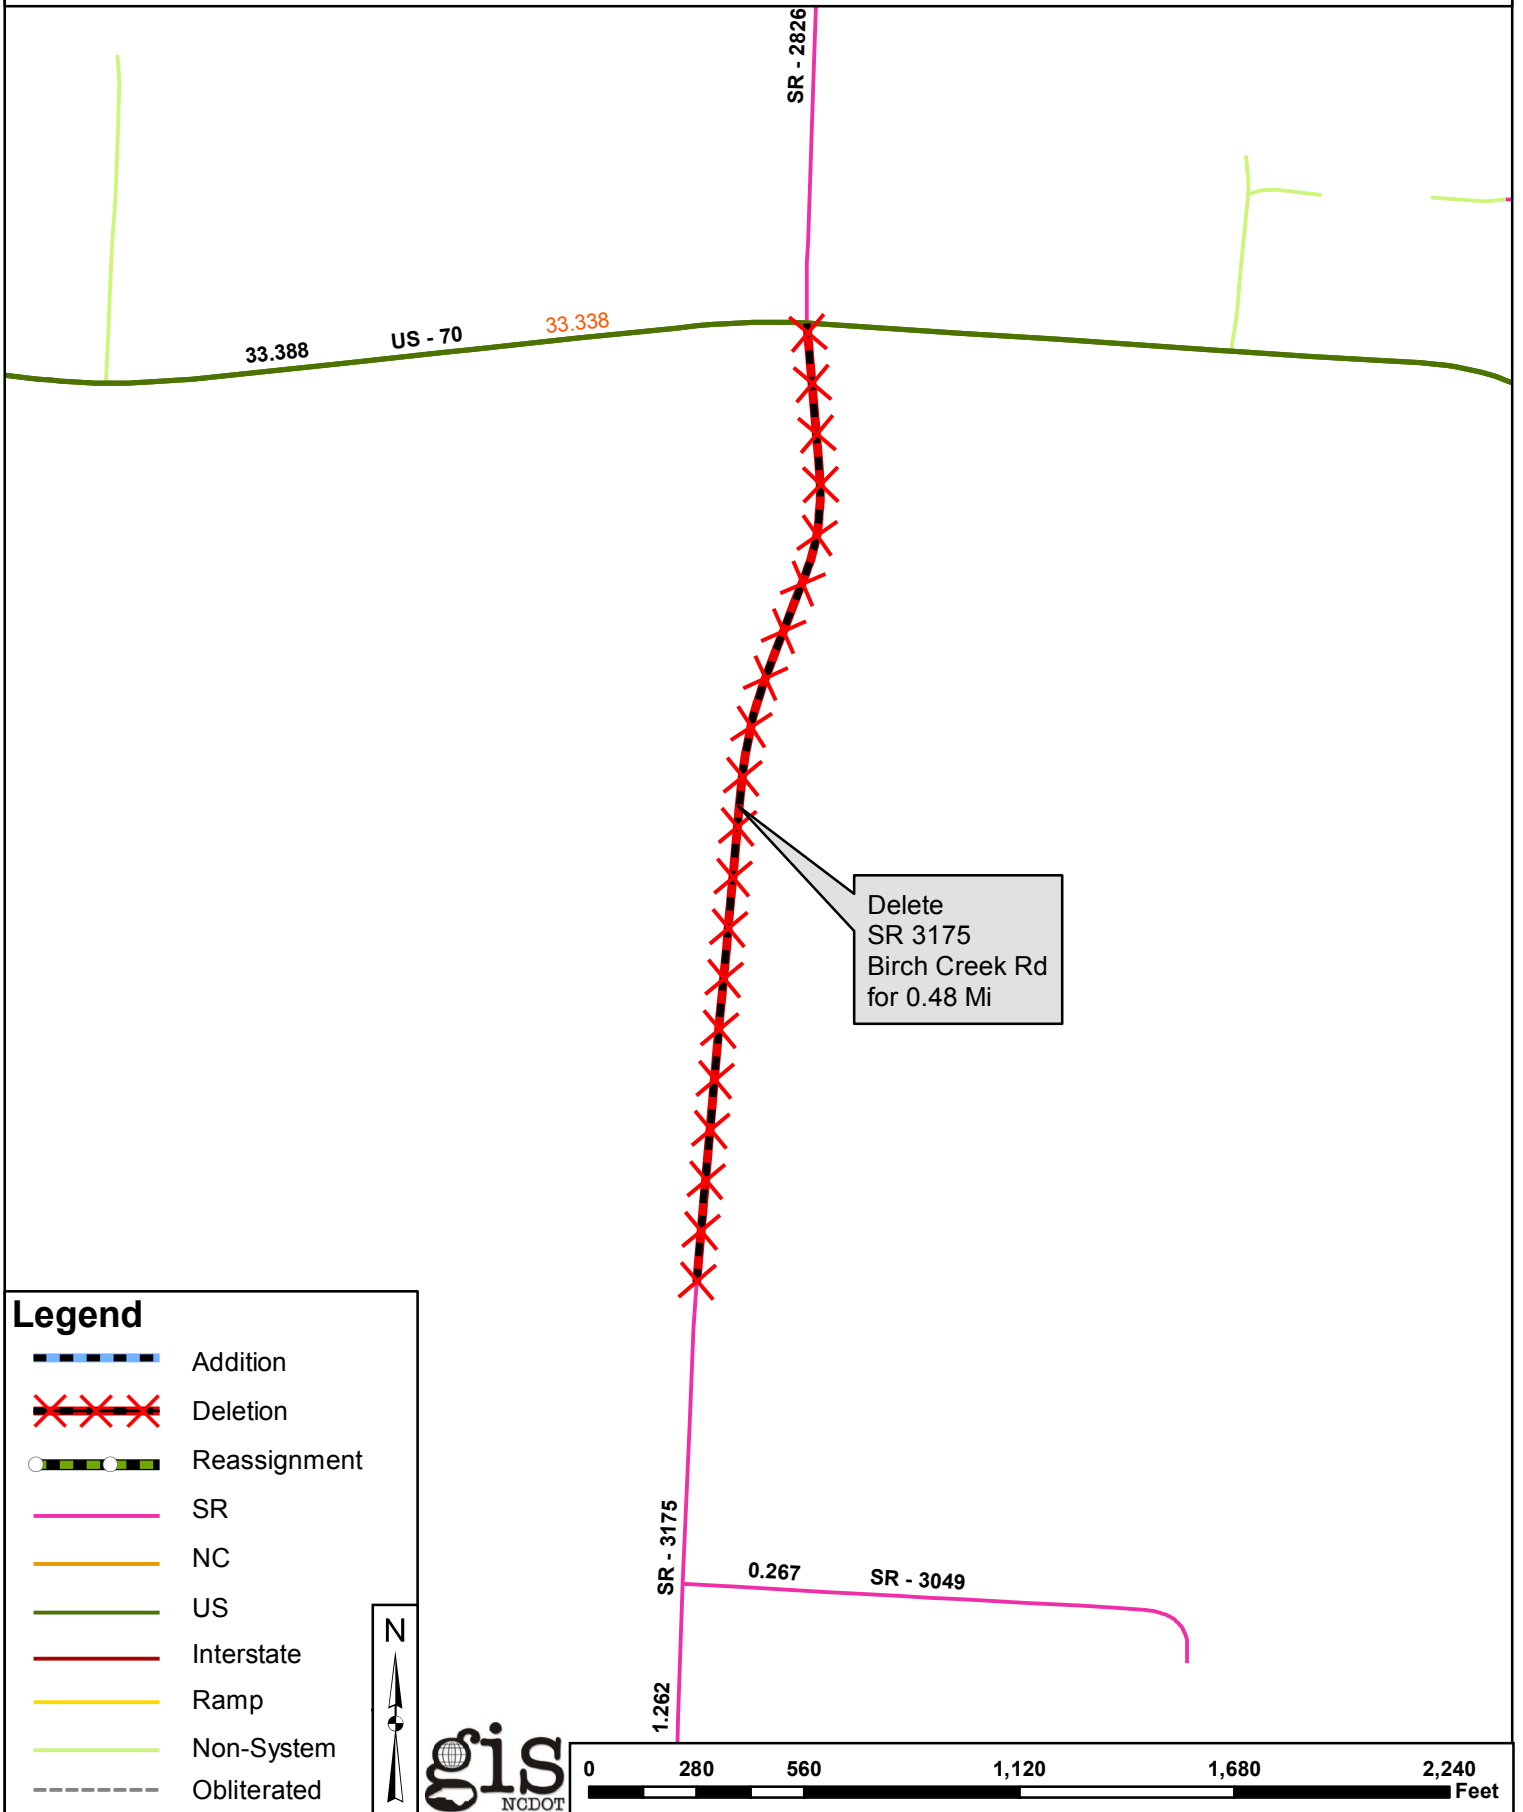 SR - 2826
33.388
US - 70
33.338
Delete
SR 3175
Birch Creek Rd
for 0.48 Mi
SR - 3175
0.267
SR - 3049
1.262
Legend
Addition
Deletion
Reassignment
SR
NC
US
Interstate
Ramp
Non-System
Obliterated
N
gis
NCDOT
0 280 560 1,120 1,680 2,240
Feet